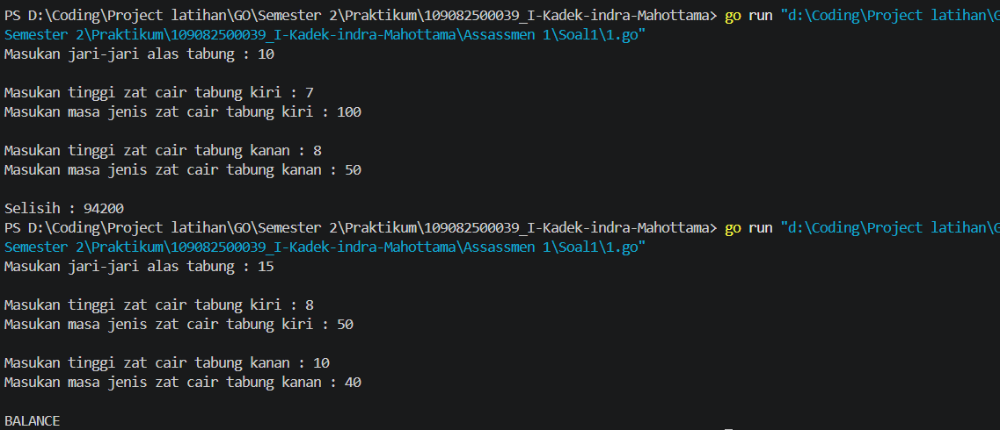 PS D:\Coding\Project latihan\GO\Semester 2\Praktikum\109082500039_I-Kadek-indra-Mahottama> go run "d:\Coding\Project latihan\G
Semester 2\Praktikum\109082500039_I-Kadek-indra-Mahottama\Assassmen 1\Soal1\1.go"
Masukan jari-jari alas tabung : 10
Masukan tinggi zat cair tabung kiri : 7
Masukan masa jenis zat cair tabung kiri : 100
Masukan tinggi zat cair tabung kanan : 8
Masukan masa jenis zat cair tabung kanan : 50
Selisih : 94200
PS D:\Coding\Project latihan\GO\Semester 2\Praktikum\109082500039_I-Kadek-indra-Mahottama> go run "d:\Coding\Project latihan\G
Semester 2\Praktikum\109082500039_I-Kadek-indra-Mahottama\Assassmen 1\Soal1\1.go"
Masukan jari-jari alas tabung : 15
Masukan tinggi zat cair tabung kiri : 8
Masukan masa jenis zat cair tabung kiri : 50
Masukan tinggi zat cair tabung kanan : 10
Masukan masa jenis zat cair tabung kanan : 40
BALANCE